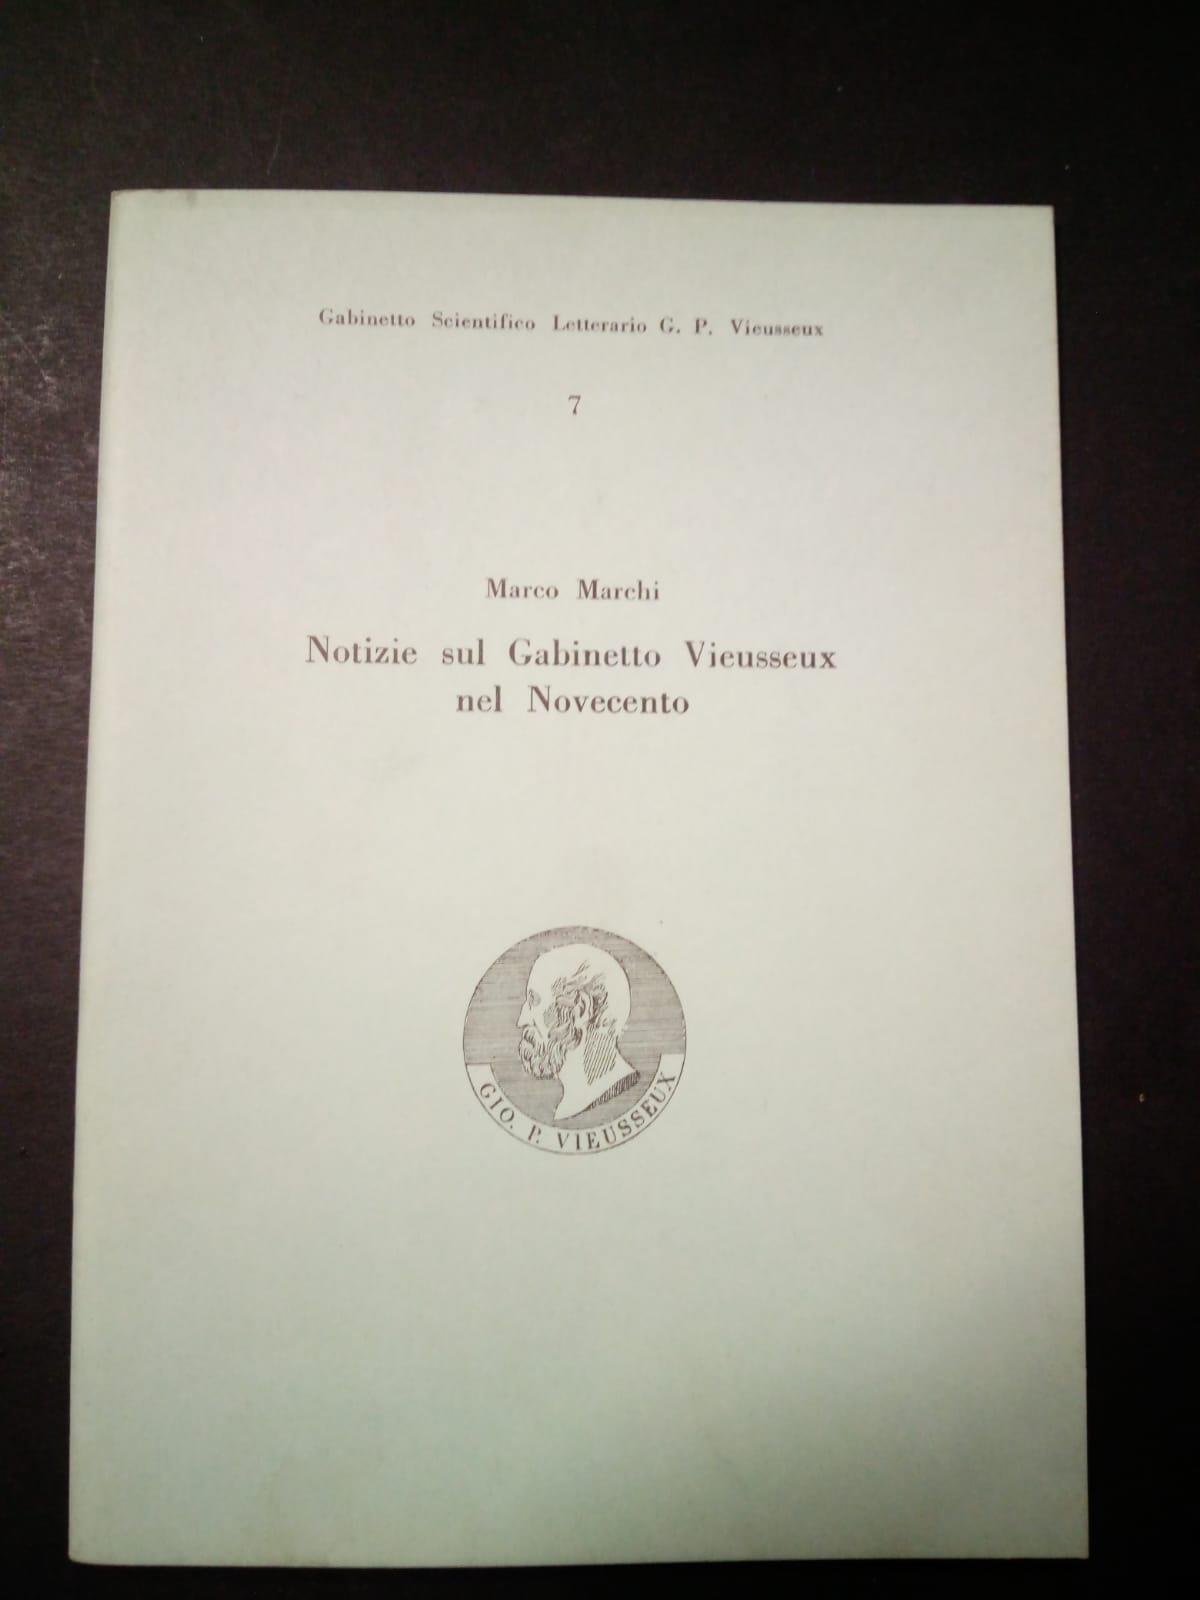 Gabinetto Scientifico Letterario G. P. Vieusseux
7
Marco Marchi
Notizie sul Gabinetto Vieusseux
nel Novecento
GIO. P. VIEUSSEUX